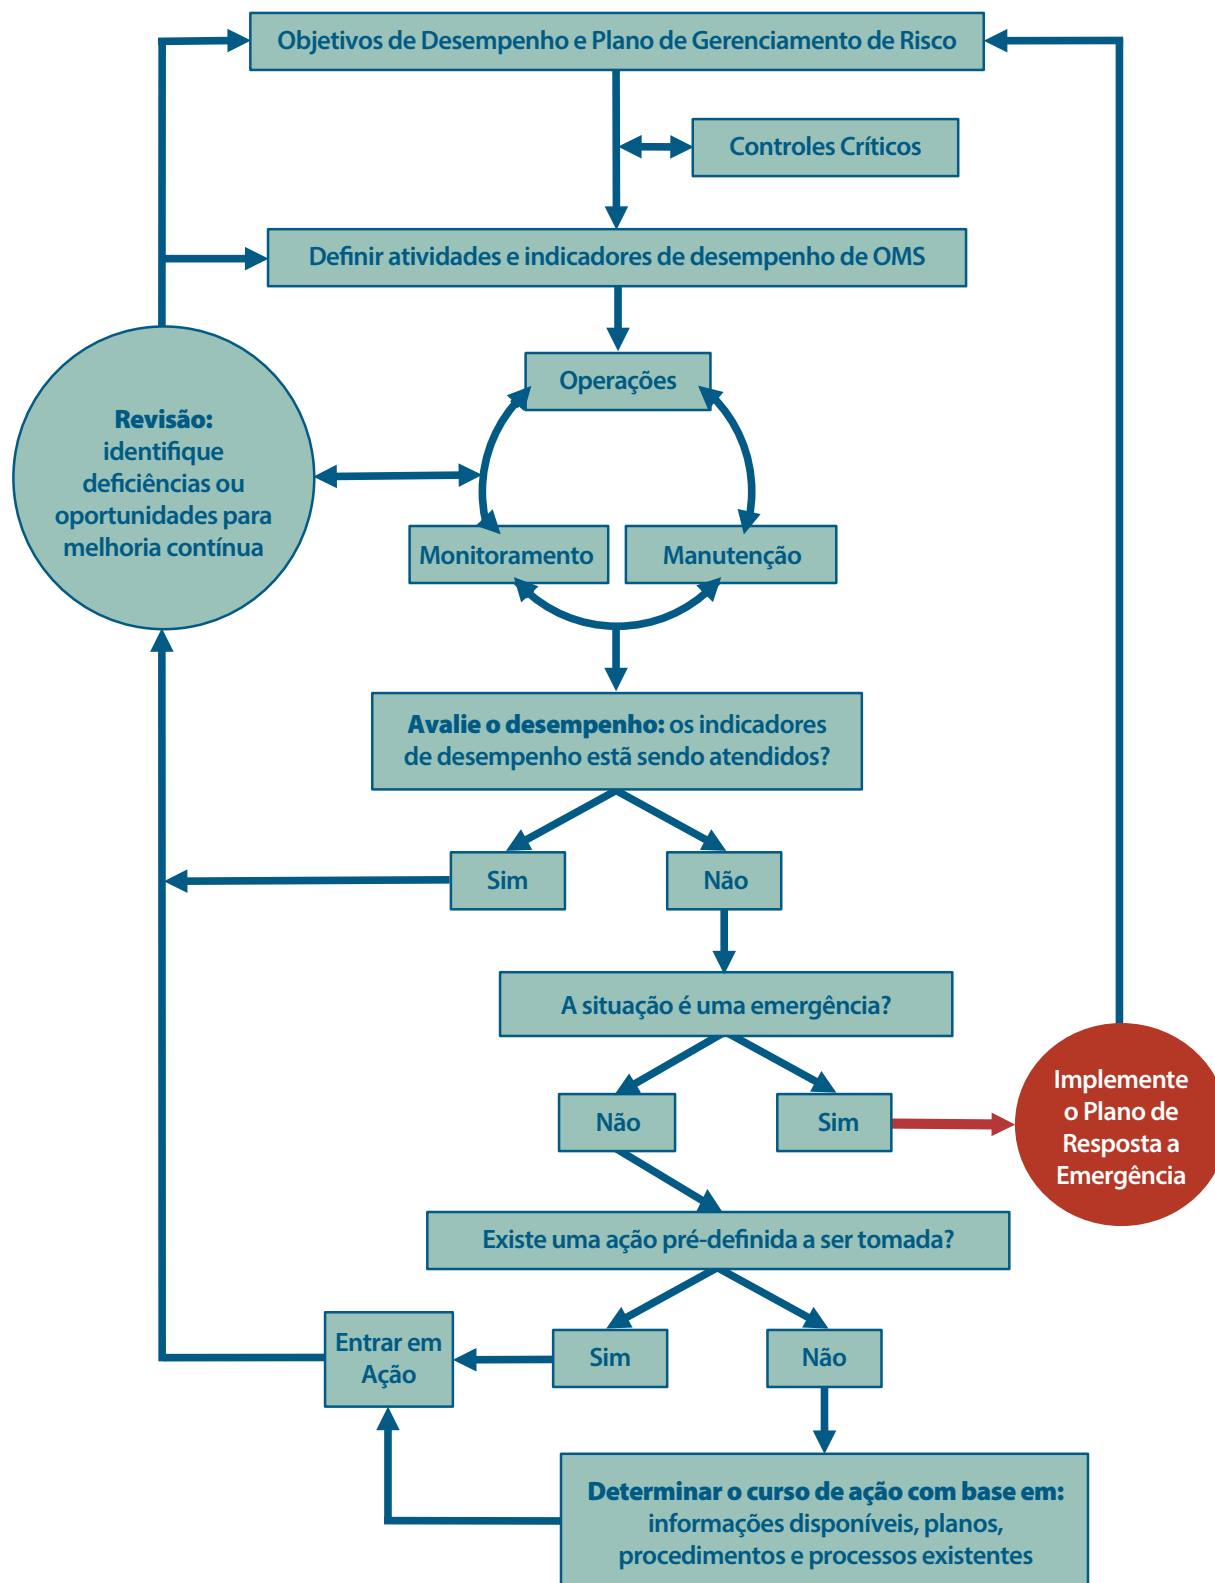 Objetivos de Desempenho e Plano de Gerenciamento de Risco
Controles Críticos
Definir atividades e indicadores de desempenho de OMS
Operações
Revisão:
identifique
deficiências ou
oportunidades para
melhoria contínua
Monitoramento
Manutenção
Avalie o desempenho: os indicadores
de desempenho estã sendo atendidos?
Sim
Não
A situação é uma emergência?
Não
Sim
Implemente
o Plano de
Resposta a
Emergência
Existe uma ação pré-definida a ser tomada?
Entrar em
Ação
Sim
Não
Determinar o curso de ação com base em:
informações disponíveis, planos,
procedimentos e processos existentes